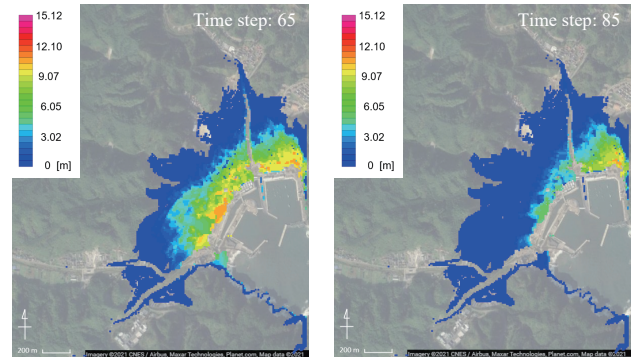 Time step: 65
15.12
12.10
9.07
6.05
3.02
0 [m]
200 m
Imagery ©2021 CNES / Airbus, Maxar Technologies, Planet.com, Map data ©2021
Time step: 85
15.12
12.10
9.07
6.05
3.02
0 [m]
200 m
Imagery ©2021 CNES / Airbus, Maxar Technologies, Planet.com, Map data ©2021